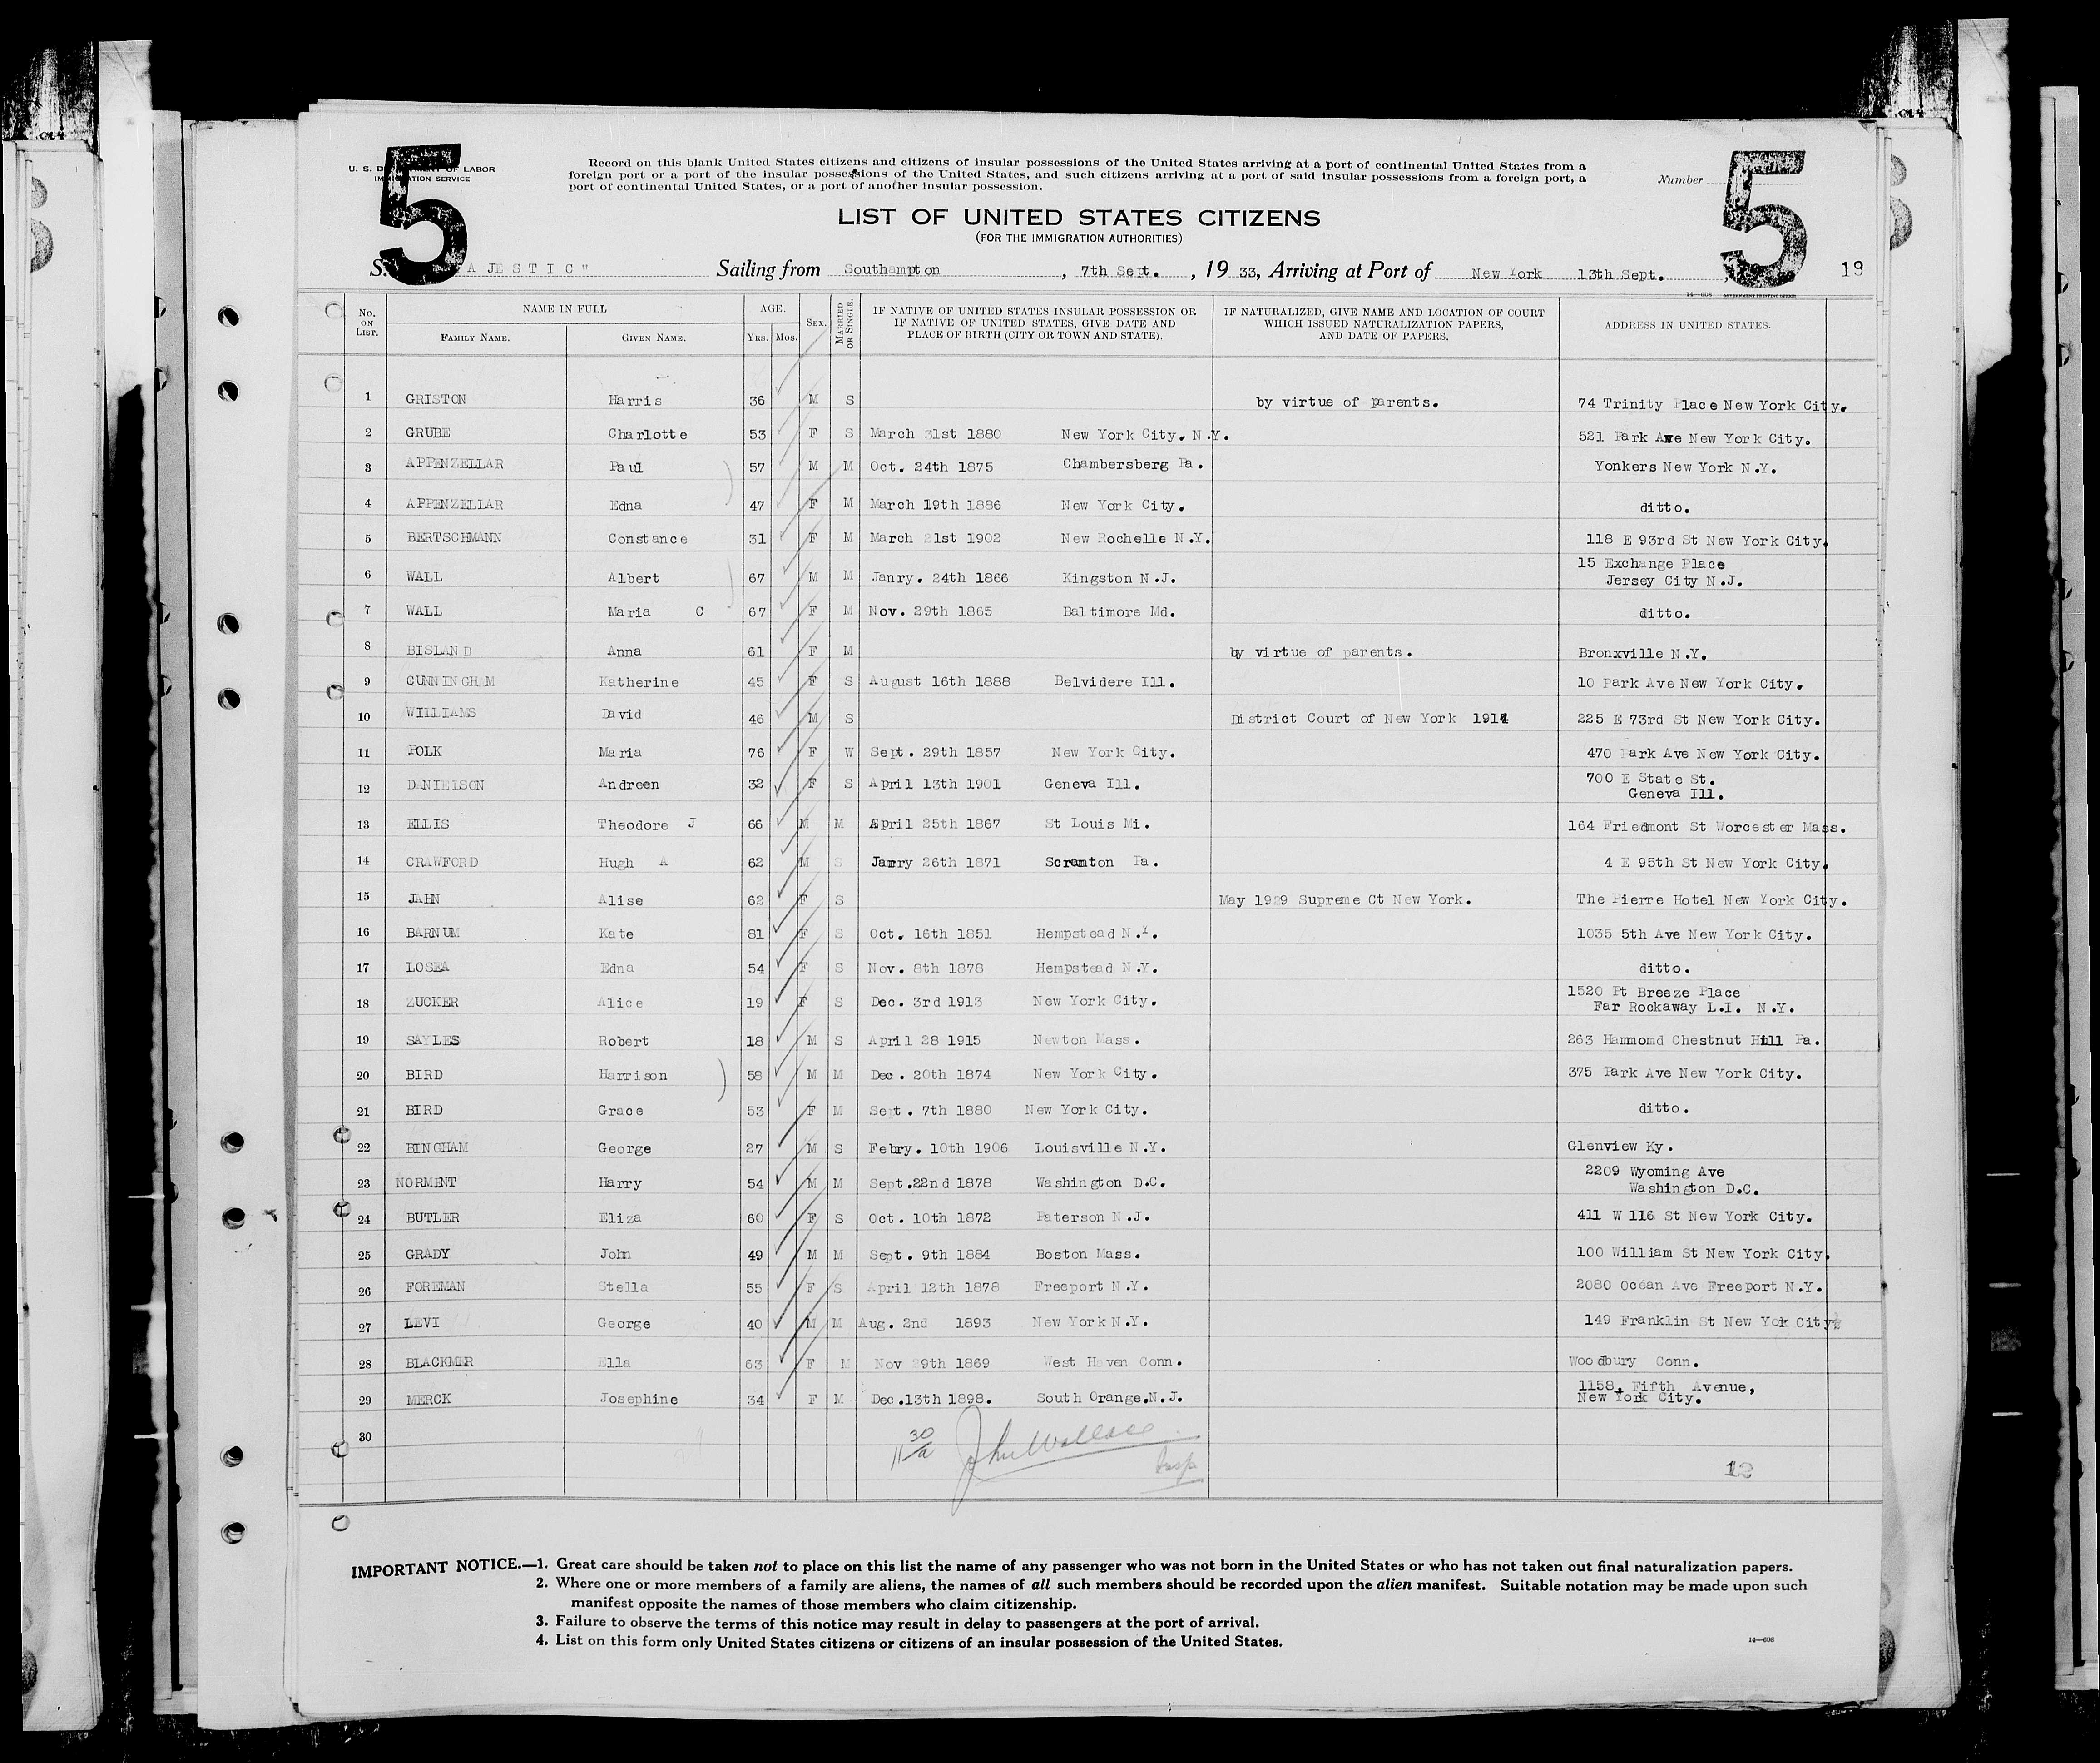 5
5
U. S. DEPARTMENT OF LABOR
IMMIGRATION SERVICE
Record on this blank United States citizens and citizens of insular possessions of the United States arriving at a port of continental United States from a
foreign port or a port of the insular possessions of the United States, and such citizens arriving at a port of said insular possessions from a foreign port, a
port of continental United States, or a port of another insular possession.
Number
LIST OF UNITED STATES CITIZENS
(FOR THE IMMIGRATION AUTHORITIES)
S. AJESTIC" Sailing from Southampton, 7th Sept., 1933, Arriving at Port of New York 13th Sept. 19
14—608 GOVERNMENT PRINTING OFFICE
No. ON LIST. NAME IN FULL AGE. SEX. MARRIED OR SINGLE. IF NATIVE OF UNITED STATES INSULAR POSSESSION OR IF NATIVE OF UNITED STATES, GIVE DATE AND PLACE OF BIRTH (CITY OR TOWN AND STATE). IF NATURALIZED, GIVE NAME AND LOCATION OF COURT WHICH ISSUED NATURALIZATION PAPERS, AND DATE OF PAPERS. ADDRESS IN UNITED STATES.
FAMILY NAME. GIVEN NAME. YRS. MOS.
1 GRISTON Harris 36 M S by virtue of parents. 74 Trinity Place New York City.
2 GRUBE Charlotte 53 F S March 31st 1880 New York City. N.Y. 521 Park Ave New York City.
3 APPENZELLAR Paul 57 M M Oct. 24th 1875 Chambersberg Pa. Yonkers New York N.Y.
4 APPENZELLAR Edna 47 F M March 19th 1886 New York City. ditto.
5 BERTSCHMANN Constance 31 F M March 21st 1902 New Rochelle N.Y. 118 E 93rd St New York City.
6 WALL Albert 67 M M Janry. 24th 1866 Kingston N.J. 15 Exchange Place
Jersey City N.J.
7 WALL Maria C 67 F M Nov. 29th 1865 Baltimore Md. ditto.
8 BISLAND Anna 61 F M by virtue of parents. Bronxville N.Y.
9 CUNNINGHAM Katherine 45 F S August 16th 1888 Belvidere Ill. 10 Park Ave New York City.
10 WILLIAMS David 46 M S District Court of New York 1914 225 E 73rd St New York City.
11 POLK Maria 76 F W Sept. 29th 1857 New York City. 470 Park Ave New York City.
12 DANIELSON Andreen 32 F S April 13th 1901 Geneva Ill. 700 E State St.
Geneva Ill.
13 ELLIS Theodore J 66 M M April 25th 1867 St Louis Mi. 164 Friedmont St Worcester Mass.
14 CRAWFORD Hugh A 62 M S Janry 26th 1871 Scranton Pa. 4 E 95th St New York City.
15 JAHN Alise 62 F S May 1929 Supreme Ct New York. The Pierre Hotel New York City.
16 BARNUM Kate 81 F S Oct. 16th 1851 Hempstead N.Y. 1035 5th Ave New York City.
17 LOSEA Edna 54 F S Nov. 8th 1878 Hempstead N.Y. ditto.
18 ZUCKER Alice 19 F S Dec. 3rd 1913 New York City. 1520 Pt Breeze Place
Far Rockaway L.I. N.Y.
19 SAYLES Robert 18 M S April 28 1915 Newton Mass. 263 Hammomd Chestnut Hill Pa.
20 BIRD Harrison 58 M M Dec. 20th 1874 New York City. 375 Park Ave New York City.
21 BIRD Grace 53 F M Sept. 7th 1880 New York City. ditto.
22 BINGHAM George 27 M S Febry. 10th 1906 Louisville N.Y. Glenview Ky.
23 NORMENT Harry 54 M M Sept.22nd 1878 Washington D.C. 2209 Wyoming Ave
Washington D.C.
24 BUTLER Eliza 60 F S Oct. 10th 1872 Paterson N.J. 411 W 116 St New York City.
25 GRADY John 49 M M Sept. 9th 1884 Boston Mass. 100 William St New York City.
26 FOREMAN Stella 55 F S April 12th 1878 Freeport N.Y. 2080 Ocean Ave Freeport N.Y.
27 LEVI George 40 M M Aug. 2nd 1893 New York N.Y. 149 Franklin St New Yok City
28 BLACKMER Ella 63 F M Nov 29th 1869 West Haven Conn. Woodbury Conn.
29 MERCK Josephine 34 F M Dec.13th 1898. South Orange.N.J. 1158, Fifth Avenue,
New York City.
30
11 30/a John Wallace
Insp
12
IMPORTANT NOTICE.—1. Great care should be taken not to place on this list the name of any passenger who was not born in the United States or who has not taken out final naturalization papers.
2. Where one or more members of a family are aliens, the names of all such members should be recorded upon the alien manifest. Suitable notation may be made upon such
manifest opposite the names of those members who claim citizenship.
3. Failure to observe the terms of this notice may result in delay to passengers at the port of arrival.
4. List on this form only United States citizens or citizens of an insular possession of the United States.
14—608